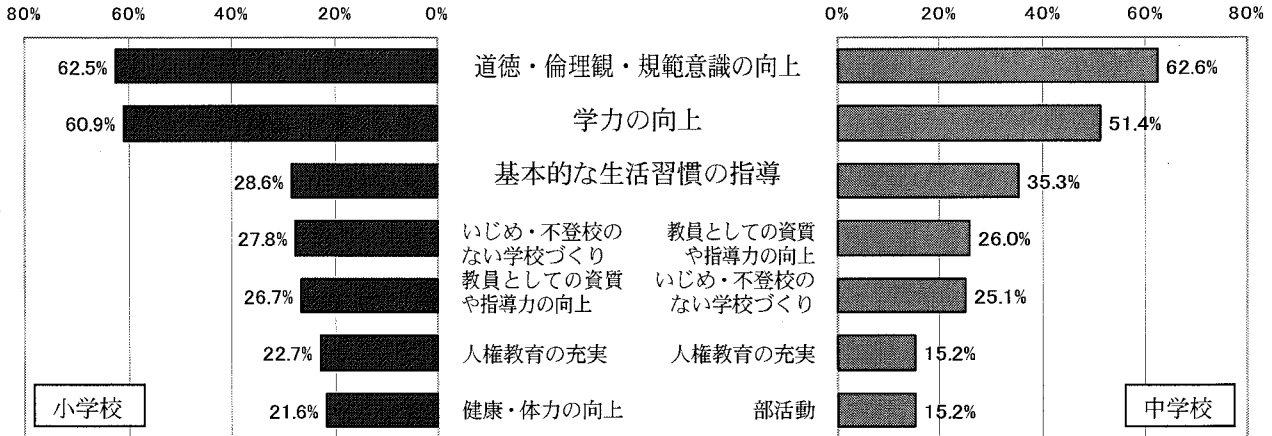 80% 60% 40% 20% 0% 0% 20% 40% 60% 80%
62.5% 道徳・倫理観・規範意識の向上 62.6%
60.9% 学力の向上 51.4%
28.6% 基本的な生活習慣の指導 35.3%
27.8% いじめ・不登校の 教員としての資質 26.0%
ない学校づくり や指導力の向上
26.7% 教員としての資質 いじめ・不登校の 25.1%
や指導力の向上 ない学校づくり
22.7% 人権教育の充実 人権教育の充実 15.2%
小学校 21.6% 健康・体力の向上 部活動 15.2% 中学校